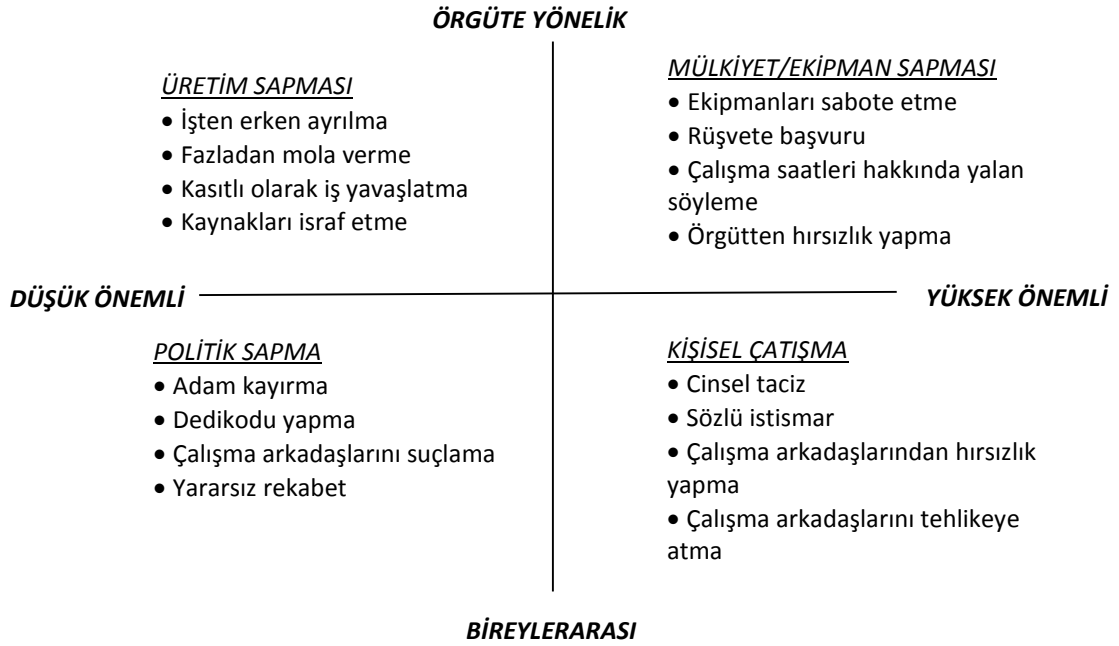 ÖRGÜTE YÖNELİK
ÜRETİM SAPMASI
• İşten erken ayrılma
• Fazladan mola verme
• Kasıtlı olarak iş yavaşlatma
• Kaynakları israf etme
MÜLKİYET/EKİPMAN SAPMASI
• Ekipmanları sabote etme
• Rüşvete başvuru
• Çalışma saatleri hakkında yalan
söyleme
• Örgütten hırsızlık yapma
DÜŞÜK ÖNEMLİ
YÜKSEK ÖNEMLİ
POLİTİK SAPMA
• Adam kayırma
• Dedikodu yapma
• Çalışma arkadaşlarını suçlama
• Yararsız rekabet
KİŞİSEL ÇATIŞMA
• Cinsel taciz
• Sözlü istismar
• Çalışma arkadaşlarından hırsızlık
yapma
• Çalışma arkadaşlarını tehlikeye
atma
BİREYLERARASI